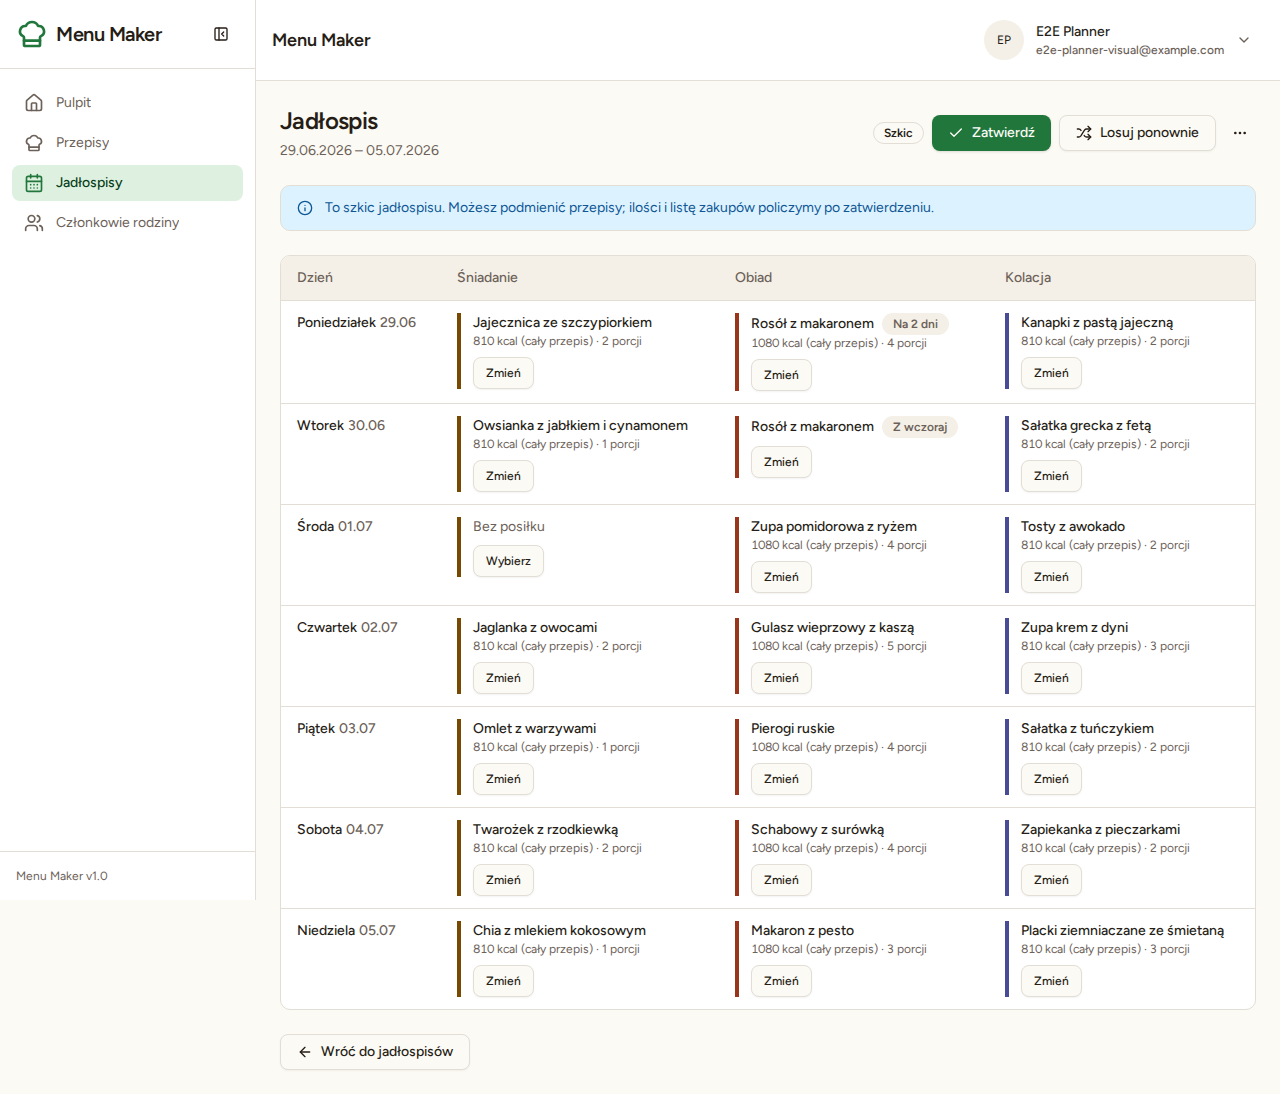 Menu Maker
Menu Maker
EP
E2E Planner
e2e-planner-visual@example.com
Pulpit
Przepisy
Jadłospisy
Członkowie rodziny
Menu Maker v1.0
Jadłospis
29.06.2026 – 05.07.2026
Szkic
Zatwierdź
Losuj ponownie
To szkic jadłospisu. Możesz podmienić przepisy; ilości i listę zakupów policzymy po zatwierdzeniu.
Dzień Śniadanie Obiad Kolacja
Poniedziałek 29.06
Jajecznica ze szczypiorkiem
810 kcal (cały przepis) · 2 porcji
Zmień
Rosół z makaronem Na 2 dni
1080 kcal (cały przepis) · 4 porcji
Zmień
Kanapki z pastą jajeczną
810 kcal (cały przepis) · 2 porcji
Zmień
Wtorek 30.06
Owsianka z jabłkiem i cynamonem
810 kcal (cały przepis) · 1 porcji
Zmień
Rosół z makaronem Z wczoraj
Zmień
Sałatka grecka z fetą
810 kcal (cały przepis) · 2 porcji
Zmień
Środa 01.07
Bez posiłku
Wybierz
Zupa pomidorowa z ryżem
1080 kcal (cały przepis) · 4 porcji
Zmień
Tosty z awokado
810 kcal (cały przepis) · 2 porcji
Zmień
Czwartek 02.07
Jaglanka z owocami
810 kcal (cały przepis) · 2 porcji
Zmień
Gulasz wieprzowy z kaszą
1080 kcal (cały przepis) · 5 porcji
Zmień
Zupa krem z dyni
810 kcal (cały przepis) · 3 porcji
Zmień
Piątek 03.07
Omlet z warzywami
810 kcal (cały przepis) · 1 porcji
Zmień
Pierogi ruskie
1080 kcal (cały przepis) · 4 porcji
Zmień
Sałatka z tuńczykiem
810 kcal (cały przepis) · 2 porcji
Zmień
Sobota 04.07
Twarożek z rzodkiewką
810 kcal (cały przepis) · 2 porcji
Zmień
Schabowy z surówką
1080 kcal (cały przepis) · 4 porcji
Zmień
Zapiekanka z pieczarkami
810 kcal (cały przepis) · 2 porcji
Zmień
Niedziela 05.07
Chia z mlekiem kokosowym
810 kcal (cały przepis) · 1 porcji
Zmień
Makaron z pesto
1080 kcal (cały przepis) · 3 porcji
Zmień
Placki ziemniaczane ze śmietaną
810 kcal (cały przepis) · 3 porcji
Zmień
Wróć do jadłospisów